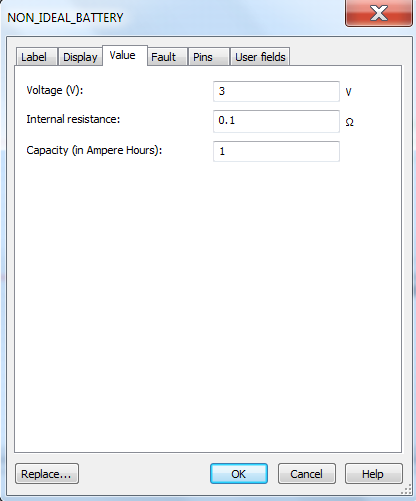 NON_IDEAL_BATTERY
Label Display Value Fault Pins User fields
Voltage (V): 3 V
Internal resistance: 0.1 Ω
Capacity (in Ampere Hours): 1
Replace... OK Cancel Help